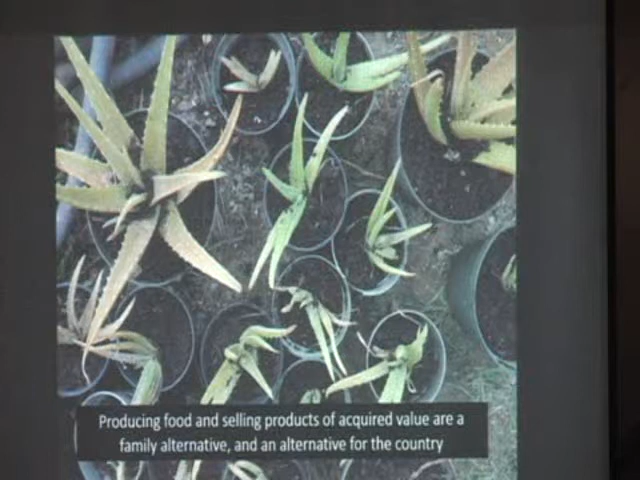 Producing food and selling products of acquired value are a
family alternative, and an alternative for the country